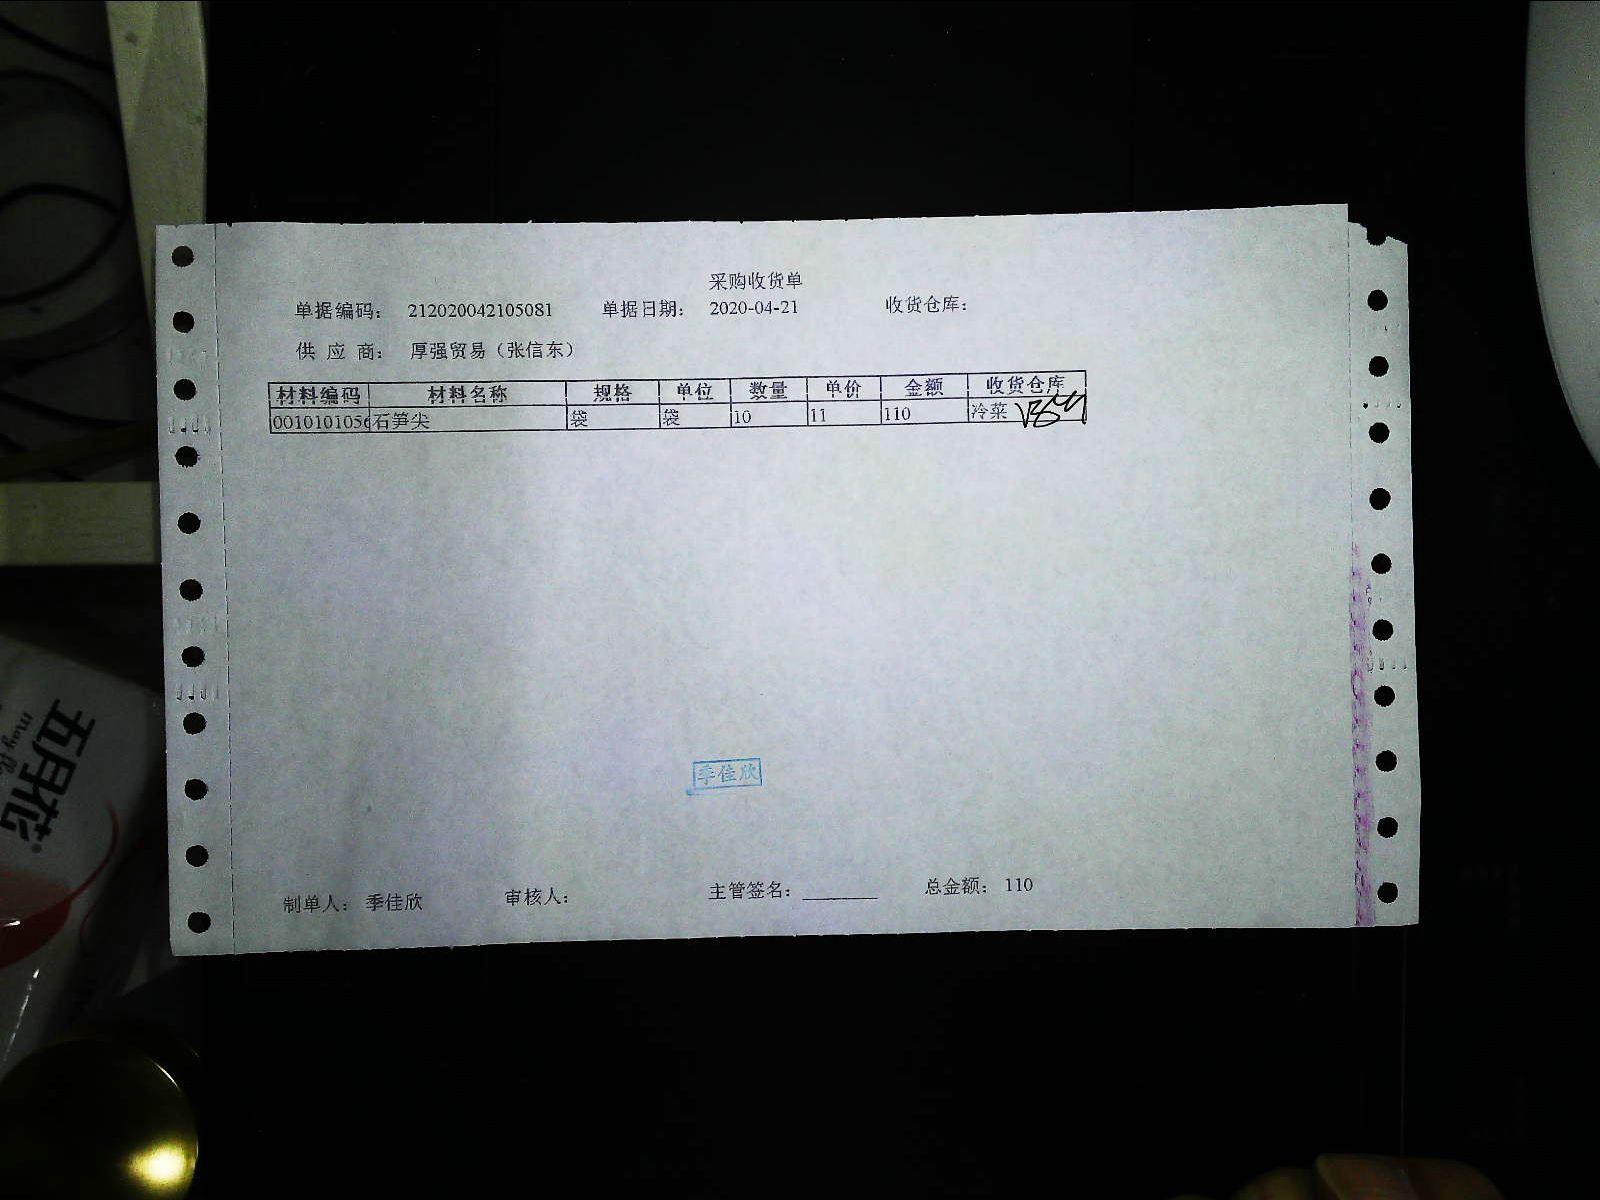 采购收货单
单据编码： 212020042105081 单据日期： 2020-04-21 收货仓库：
供 应 商： 厚强贸易（张信东）
材料编码 材料名称 规格 单位 数量 单价 金额 收货仓库
0010101056 石笋尖 袋 袋 10 11 110 冷菜
季佳欣
制单人： 季佳欣 审核人： 主管签名： ________ 总金额： 110
五月花
may fl